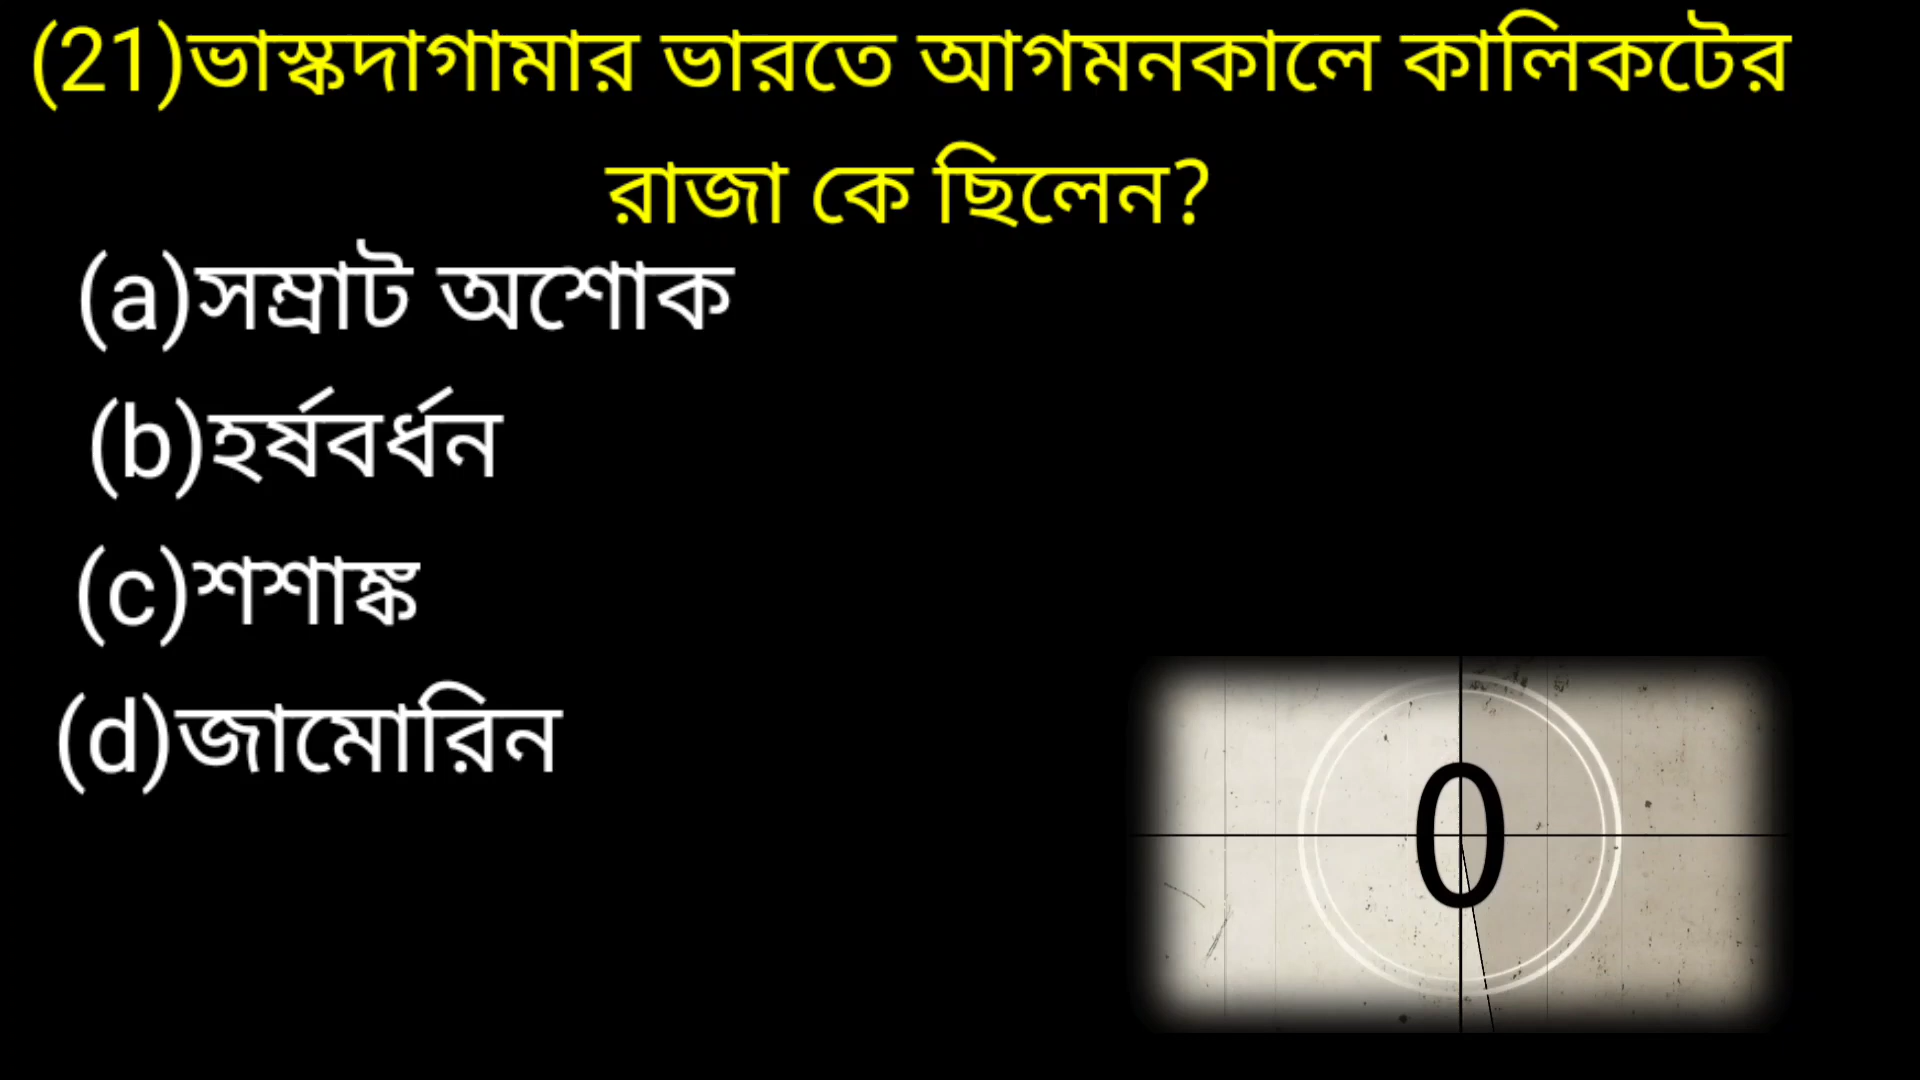 (21)ভাস্কদাগামার ভারতে আগমনকালে কালিকটের
রাজা কে ছিলেন?
(a)সম্রাট অশোক
(b)হর্ষবর্ধন
(c)শশাঙ্ক
(d)জামোরিন
0